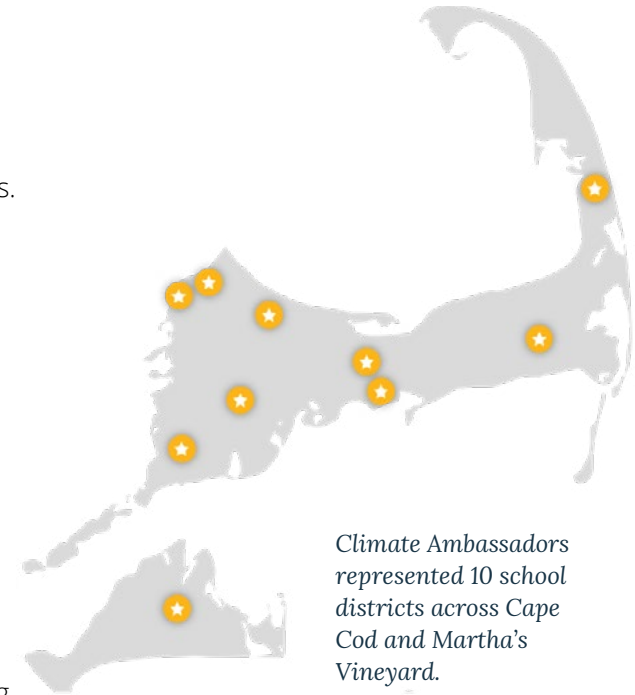 s.
Climate Ambassadors
represented 10 school
districts across Cape
Cod and Martha's
Vineyard.
g